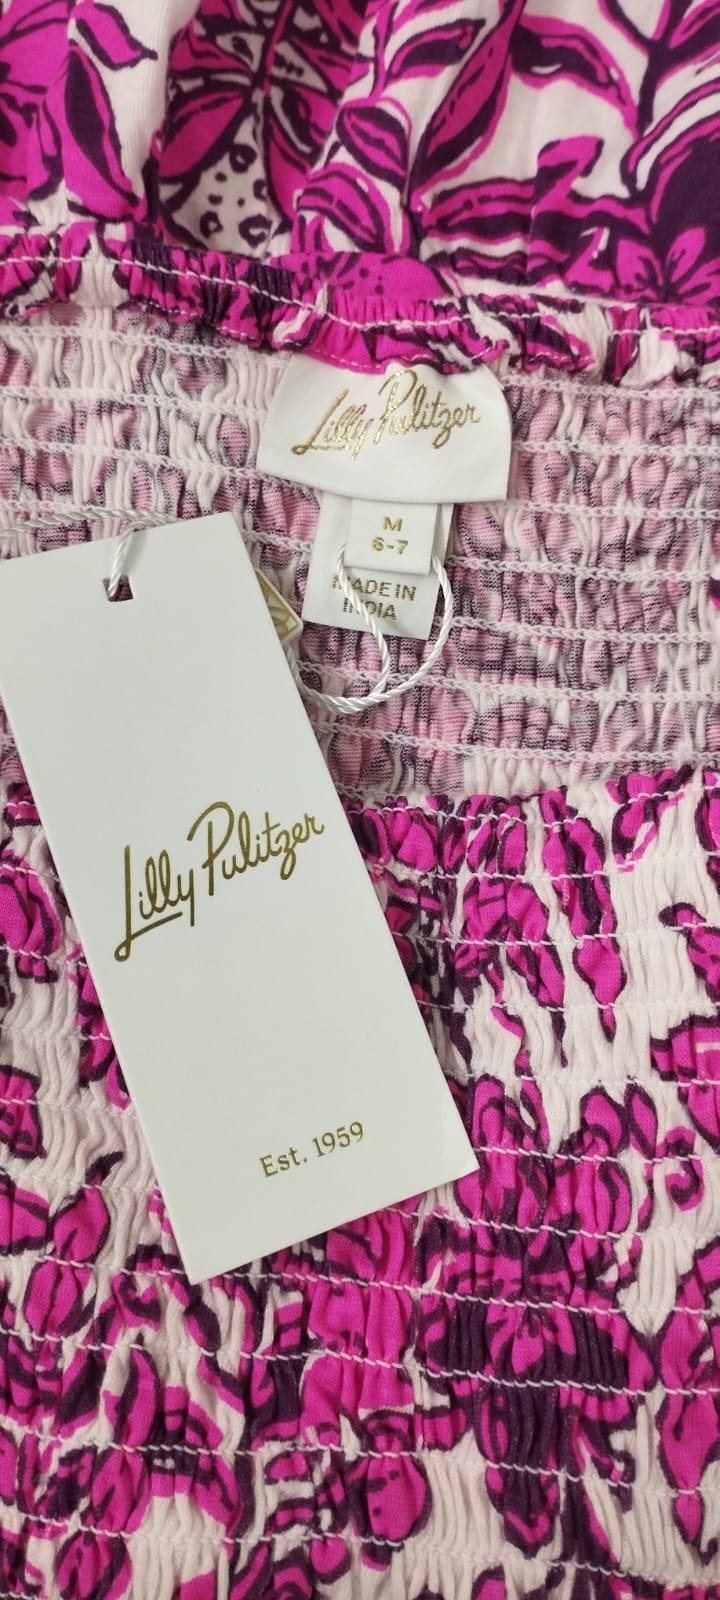 Lilly Pulitzer
M
6-7
MADE IN
INDIA
Lilly Pulitzer
Est. 1959